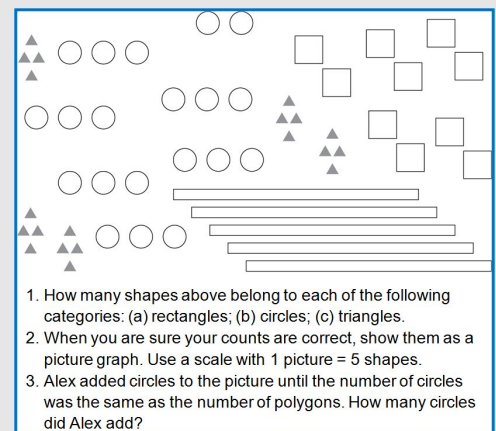 1. How many shapes above belong to each of the following
categories: (a) rectangles; (b) circles; (c) triangles.
2. When you are sure your counts are correct, show them as a
picture graph. Use a scale with 1 picture = 5 shapes.
3. Alex added circles to the picture until the number of circles
was the same as the number of polygons. How many circles
did Alex add?